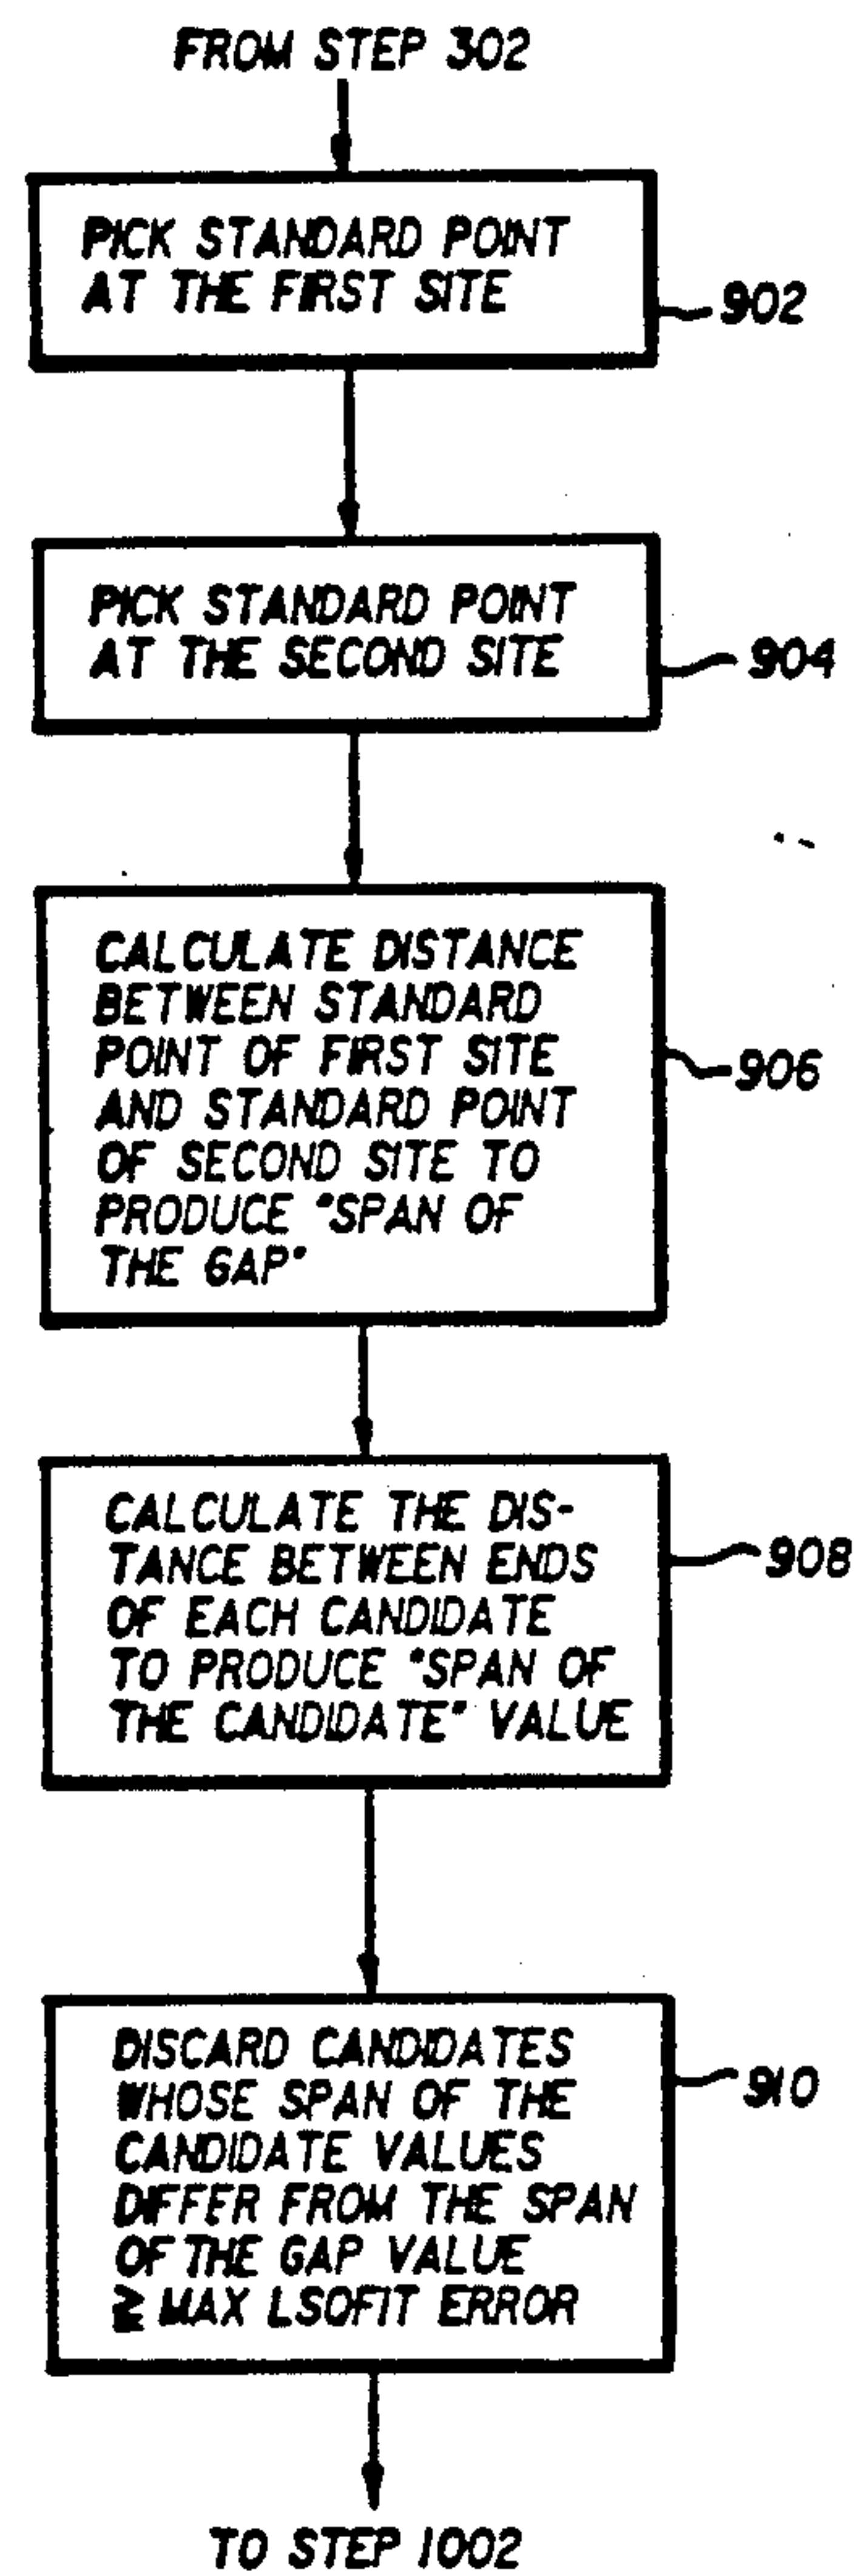 FROM STEP 302
PICK STANDARD POINT
AT THE FIRST SITE
902
PICK STANDARD POINT
AT THE SECOND SITE
904
CALCULATE DISTANCE
BETWEEN STANDARD
POINT OF FIRST SITE
AND STANDARD POINT
OF SECOND SITE TO
PRODUCE "SPAN OF
THE GAP"
906
CALCULATE THE DIS-
TANCE BETWEEN ENDS
OF EACH CANDIDATE
TO PRODUCE "SPAN OF
THE CANDIDATE" VALUE
908
DISCARD CANDIDATES
WHOSE SPAN OF THE
CANDIDATE VALUES
DIFFER FROM THE SPAN
OF THE GAP VALUE
≧ MAX LSOFIT ERROR
910
TO STEP 1002